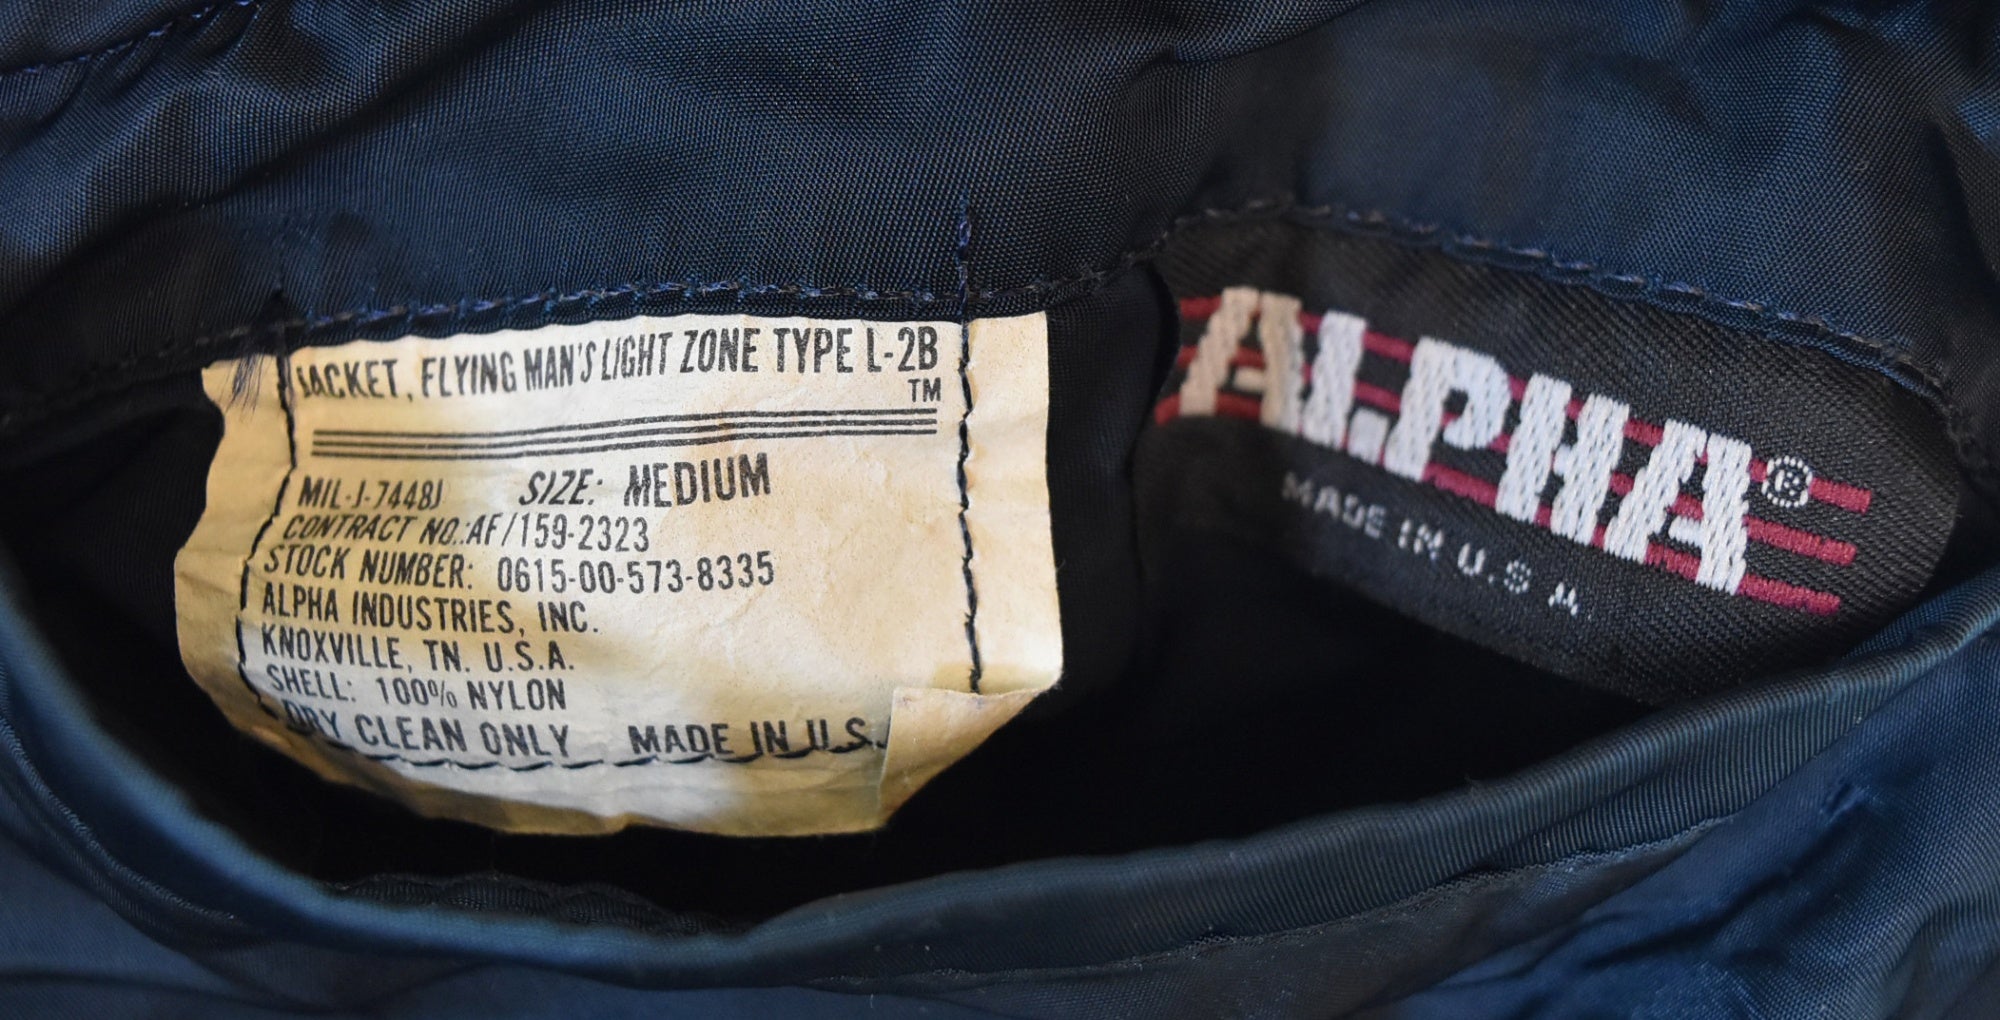 JACKET, FLYING MAN'S LIGHT ZONE TYPE L-2B
TM
MIL-J-7448J SIZE: MEDIUM
CONTRACT NO.:AF/159-2323
STOCK NUMBER: 0615-00-573-8335
ALPHA INDUSTRIES, INC.
KNOXVILLE, TN. U.S.A.
SHELL: 100% NYLON
DRY CLEAN ONLY MADE IN U.S.
ALPHA®
MADE IN U.S.A